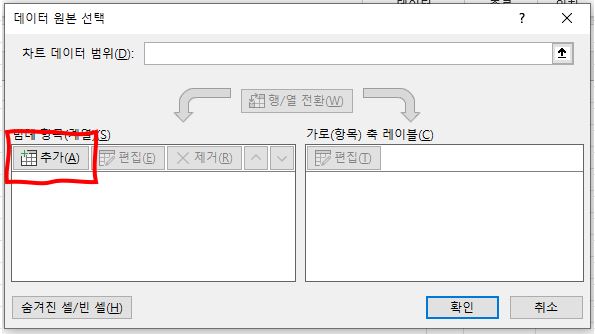 데이터 원본 선택
차트 데이터 범위(D):
행/열 전환(W)
범례 항목(계열)(S)
가로(항목) 축 레이블(C)
추가(A) 편집(E) 제거(R)
편집(T)
숨겨진 셀/빈 셀(H)
확인 취소